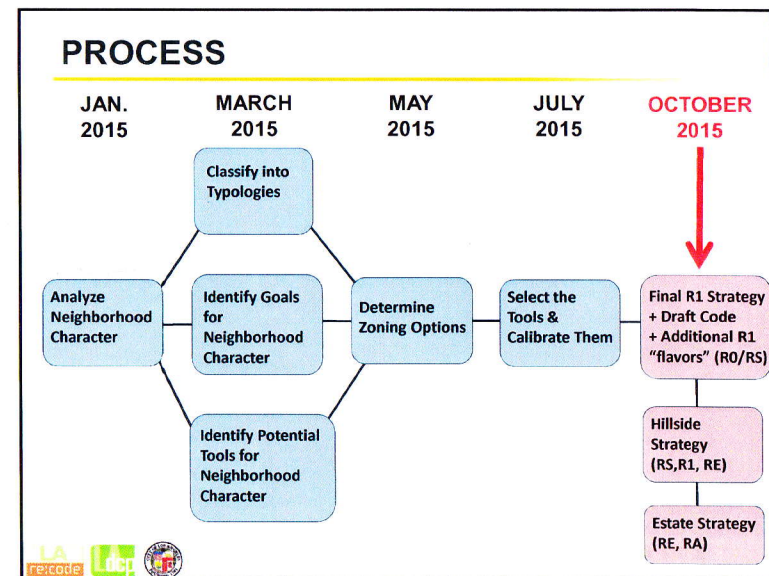 PROCESS
JAN.
2015
MARCH
2015
MAY
2015
JULY
2015
OCTOBER
2015
Classify into
Typologies
Analyze
Neighborhood
Character
Identify Goals
for
Neighborhood
Character
Determine
Zoning Options
Select the
Tools &
Calibrate Them
Final R1 Strategy
+ Draft Code
+ Additional R1
“flavors” (R0/RS)
Identify Potential
Tools for
Neighborhood
Character
Hillside
Strategy
(RS,R1, RE)
Estate Strategy
(RE, RA)
LA
re:code